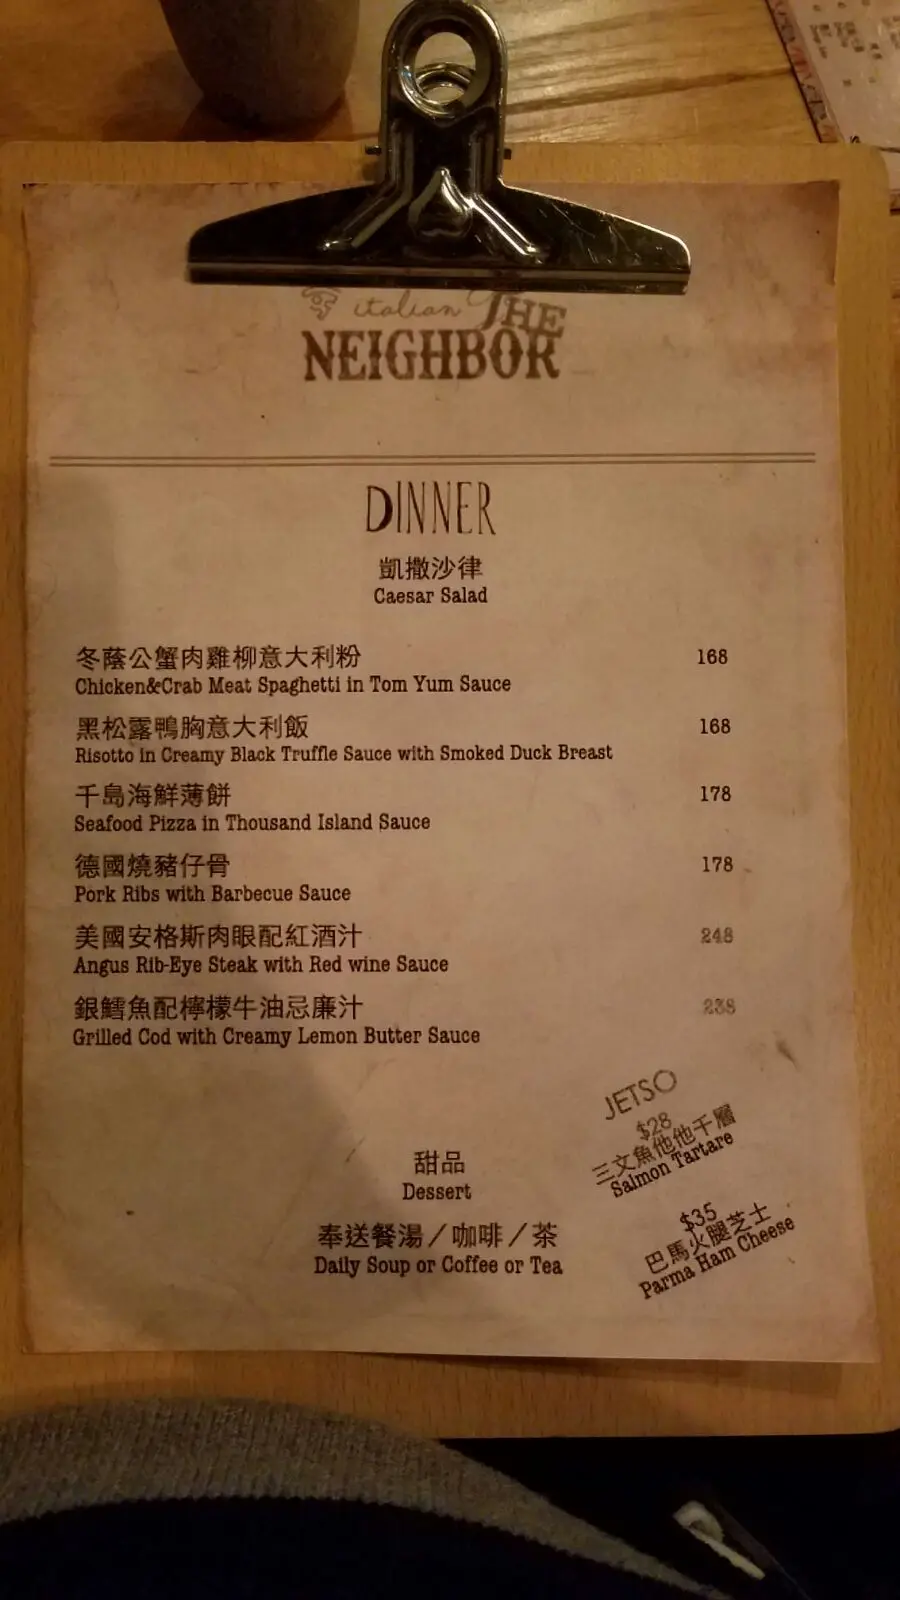 italian THE
NEIGHBOR
DINNER
凱撒沙律
Caesar Salad
冬蔭公蟹肉雞柳意大利粉 168
Chicken&Crab Meat Spaghetti in Tom Yum Sauce
黑松露鴨胸意大利飯 168
Risotto in Creamy Black Truffle Sauce with Smoked Duck Breast
千島海鮮薄餅 178
Seafood Pizza in Thousand Island Sauce
德國燒豬仔骨 178
Pork Ribs with Barbecue Sauce
美國安格斯肉眼配紅酒汁 248
Angus Rib-Eye Steak with Red wine Sauce
銀鱈魚配檸檬牛油忌廉汁 238
Grilled Cod with Creamy Lemon Butter Sauce
JETSO
$28
三文魚他他千層
Salmon Tartare
$35
巴馬火腿芝士
Parma Ham Cheese
甜品
Dessert
奉送餐湯／咖啡／茶
Daily Soup or Coffee or Tea